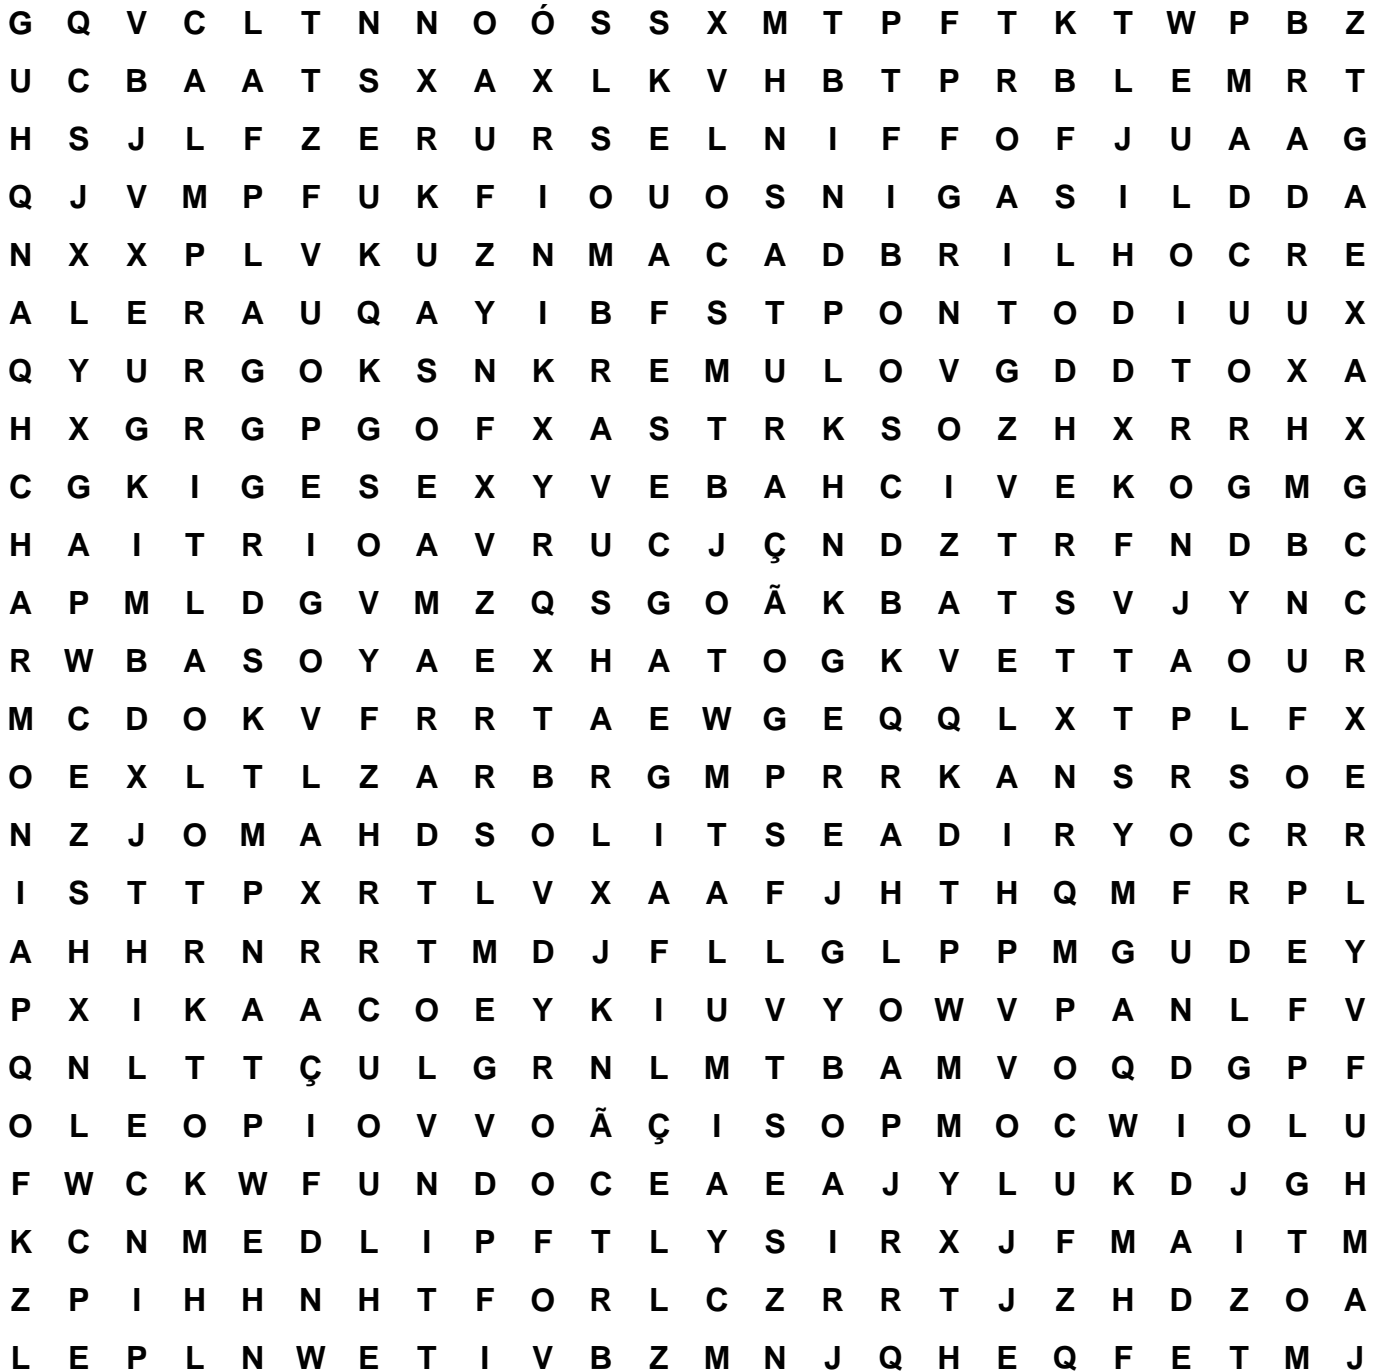 G Q V C L T N N O Ó S S X M T P F T K T W P B Z
U C B A A T S X A X L K V H B T P R B L E M R T
H S J L F Z E R U R S E L N I F F O F J U A A G
Q J V M P F U K F I O U O S N I G A S I L D D A
N X X P L V K U Z N M A C A D B R I L H O C R E
A L E R A U Q A Y I B F S T P O N T O D I U U X
Q Y U R G O K S N K R E M U L O V G D D T O X A
H X G R G P G O F X A S T R K S O Z H X R R H X
C G K I G E S E X Y V E B A H C I V E K O G M G
H A I T R I O A V R U C J Ç N D Z T R F N D B C
A P M L D G V M Z Q S G O Ã K B A T S V J Y N C
R W B A S O Y A E X H A T O G K V E T T A O U R
M C D O K V F R R T A E W G E Q Q L X T P L F X
O E X L T L Z A R B R G M P R R K A N S R S O E
N Z J O M A H D S O L I T S E A D I R Y O C R R
I S T T P X R T L V X A A F J H T H Q M F R P L
A H H R N R R T M D J F L L G L P P M G U D E Y
P X I K A A C O E Y K I U V Y O W V P A N L F V
Q N L T T Ç U L G R N L M T B A M V O Q D G P F
O L E O P I O V V O Ã Ç I S O P M O C W I O L U
F W C K W F U N D O C E A E A J Y L U K D J G H
K C N M E D L I P F T L Y S I R X J F M A I T M
Z P I H H N H T F O R L C Z R R T J Z H D Z O A
L E P L N W E T I V B Z M N J Q H E Q F E T M J